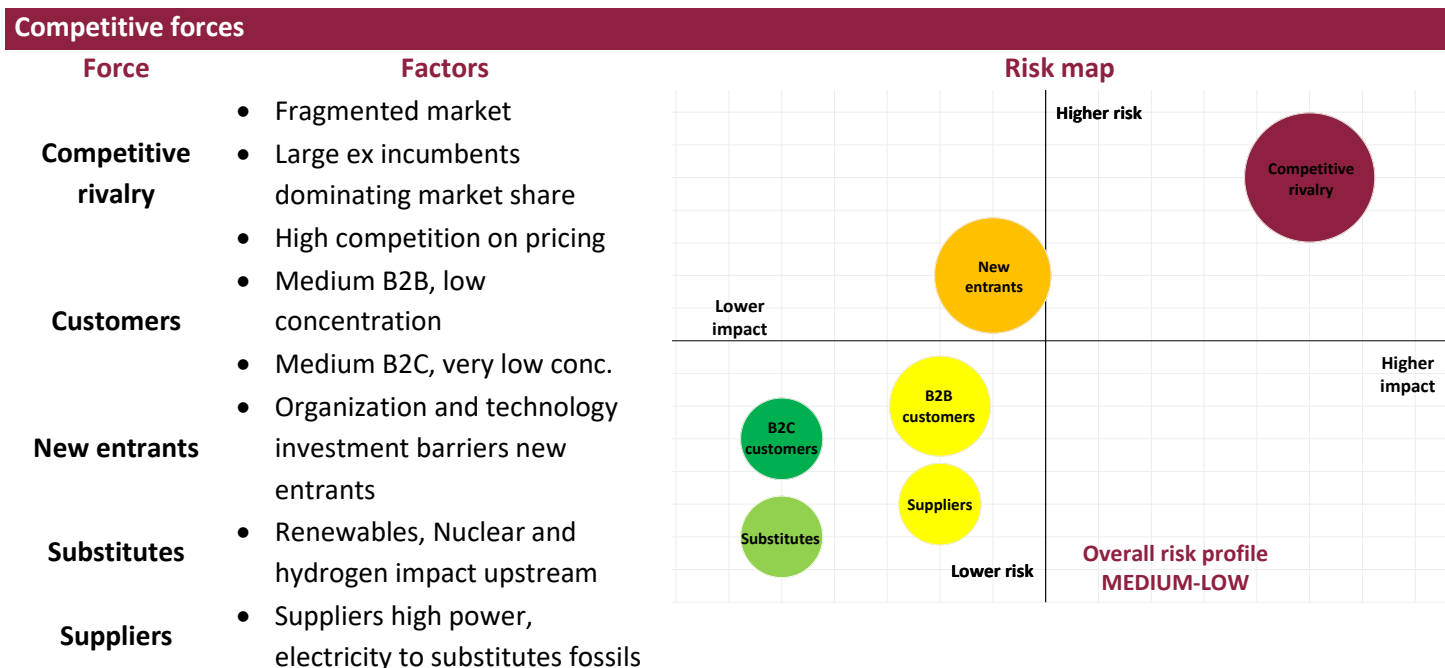 Competitive forces
Force
Factors
Risk map
Competitive
rivalry
• Fragmented market
• Large ex incumbents
dominating market share
• High competition on pricing
Customers
• Medium B2B, low
concentration
• Medium B2C, very low conc.
New entrants
• Organization and technology
investment barriers new
entrants
Substitutes
• Renewables, Nuclear and
hydrogen impact upstream
Suppliers
• Suppliers high power,
electricity to substitutes fossils
Higher risk
Competitive
rivalry
New
entrants
Lower
impact
Higher
impact
B2B
customers
B2C
customers
Suppliers
Substitutes
Lower risk
Overall risk profile
MEDIUM-LOW